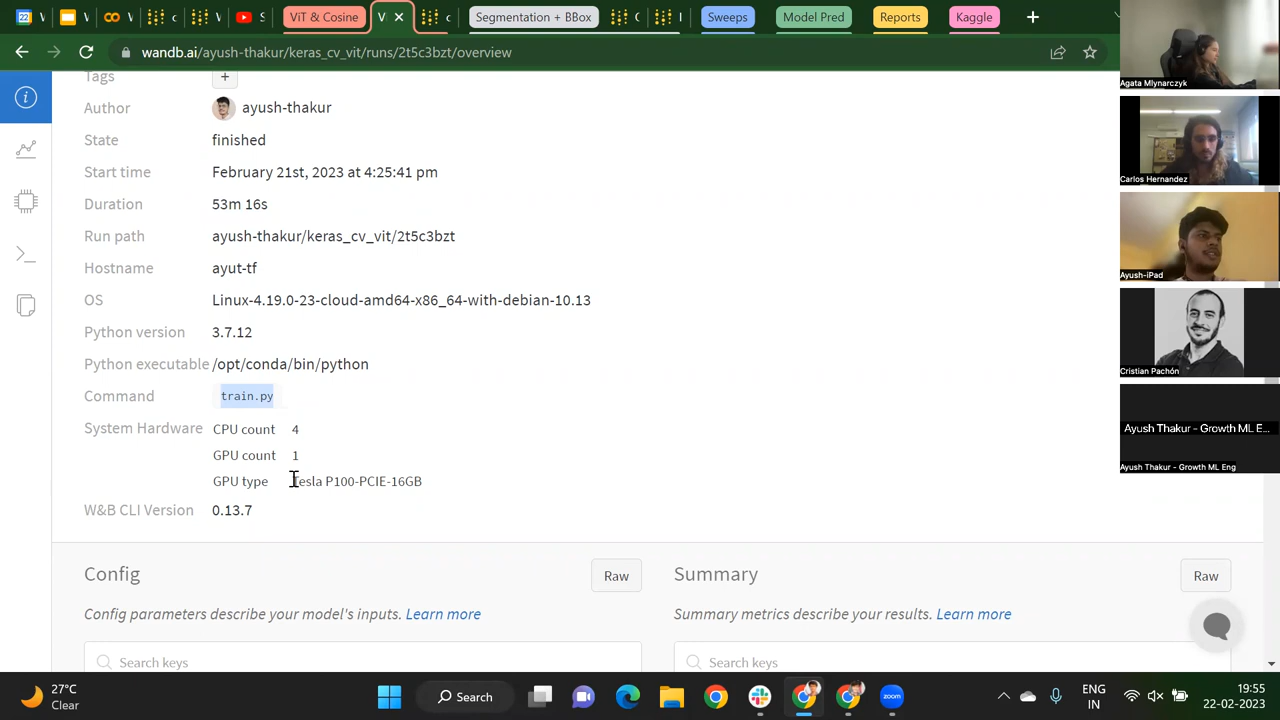 ViT & Cosine
Segmentation + BBox
Sweeps
Model Pred
Reports
Kaggle
wandb.ai/ayush-thakur/keras_cv_vit/runs/2t5c3bzt/overview
Tags +
Author ayush-thakur
State finished
Start time February 21st, 2023 at 4:25:41 pm
Duration 53m 16s
Run path ayush-thakur/keras_cv_vit/2t5c3bzt
Hostname ayut-tf
OS Linux-4.19.0-23-cloud-amd64-x86_64-with-debian-10.13
Python version 3.7.12
Python executable /opt/conda/bin/python
Command train.py
System Hardware CPU count 4
GPU count 1
GPU type Tesla P100-PCIE-16GB
W&B CLI Version 0.13.7
Config Raw
Config parameters describe your model's inputs. Learn more
Search keys
Summary Raw
Summary metrics describe your results. Learn more
Search keys
Agata Mlynarczyk
Carlos Hernandez
Ayush-iPad
Cristian Pachón
Ayush Thakur - Growth ML E...
Ayush Thakur - Growth ML Eng
27°C
Clear
Search
zoom
ENG
IN
19:55
22-02-2023